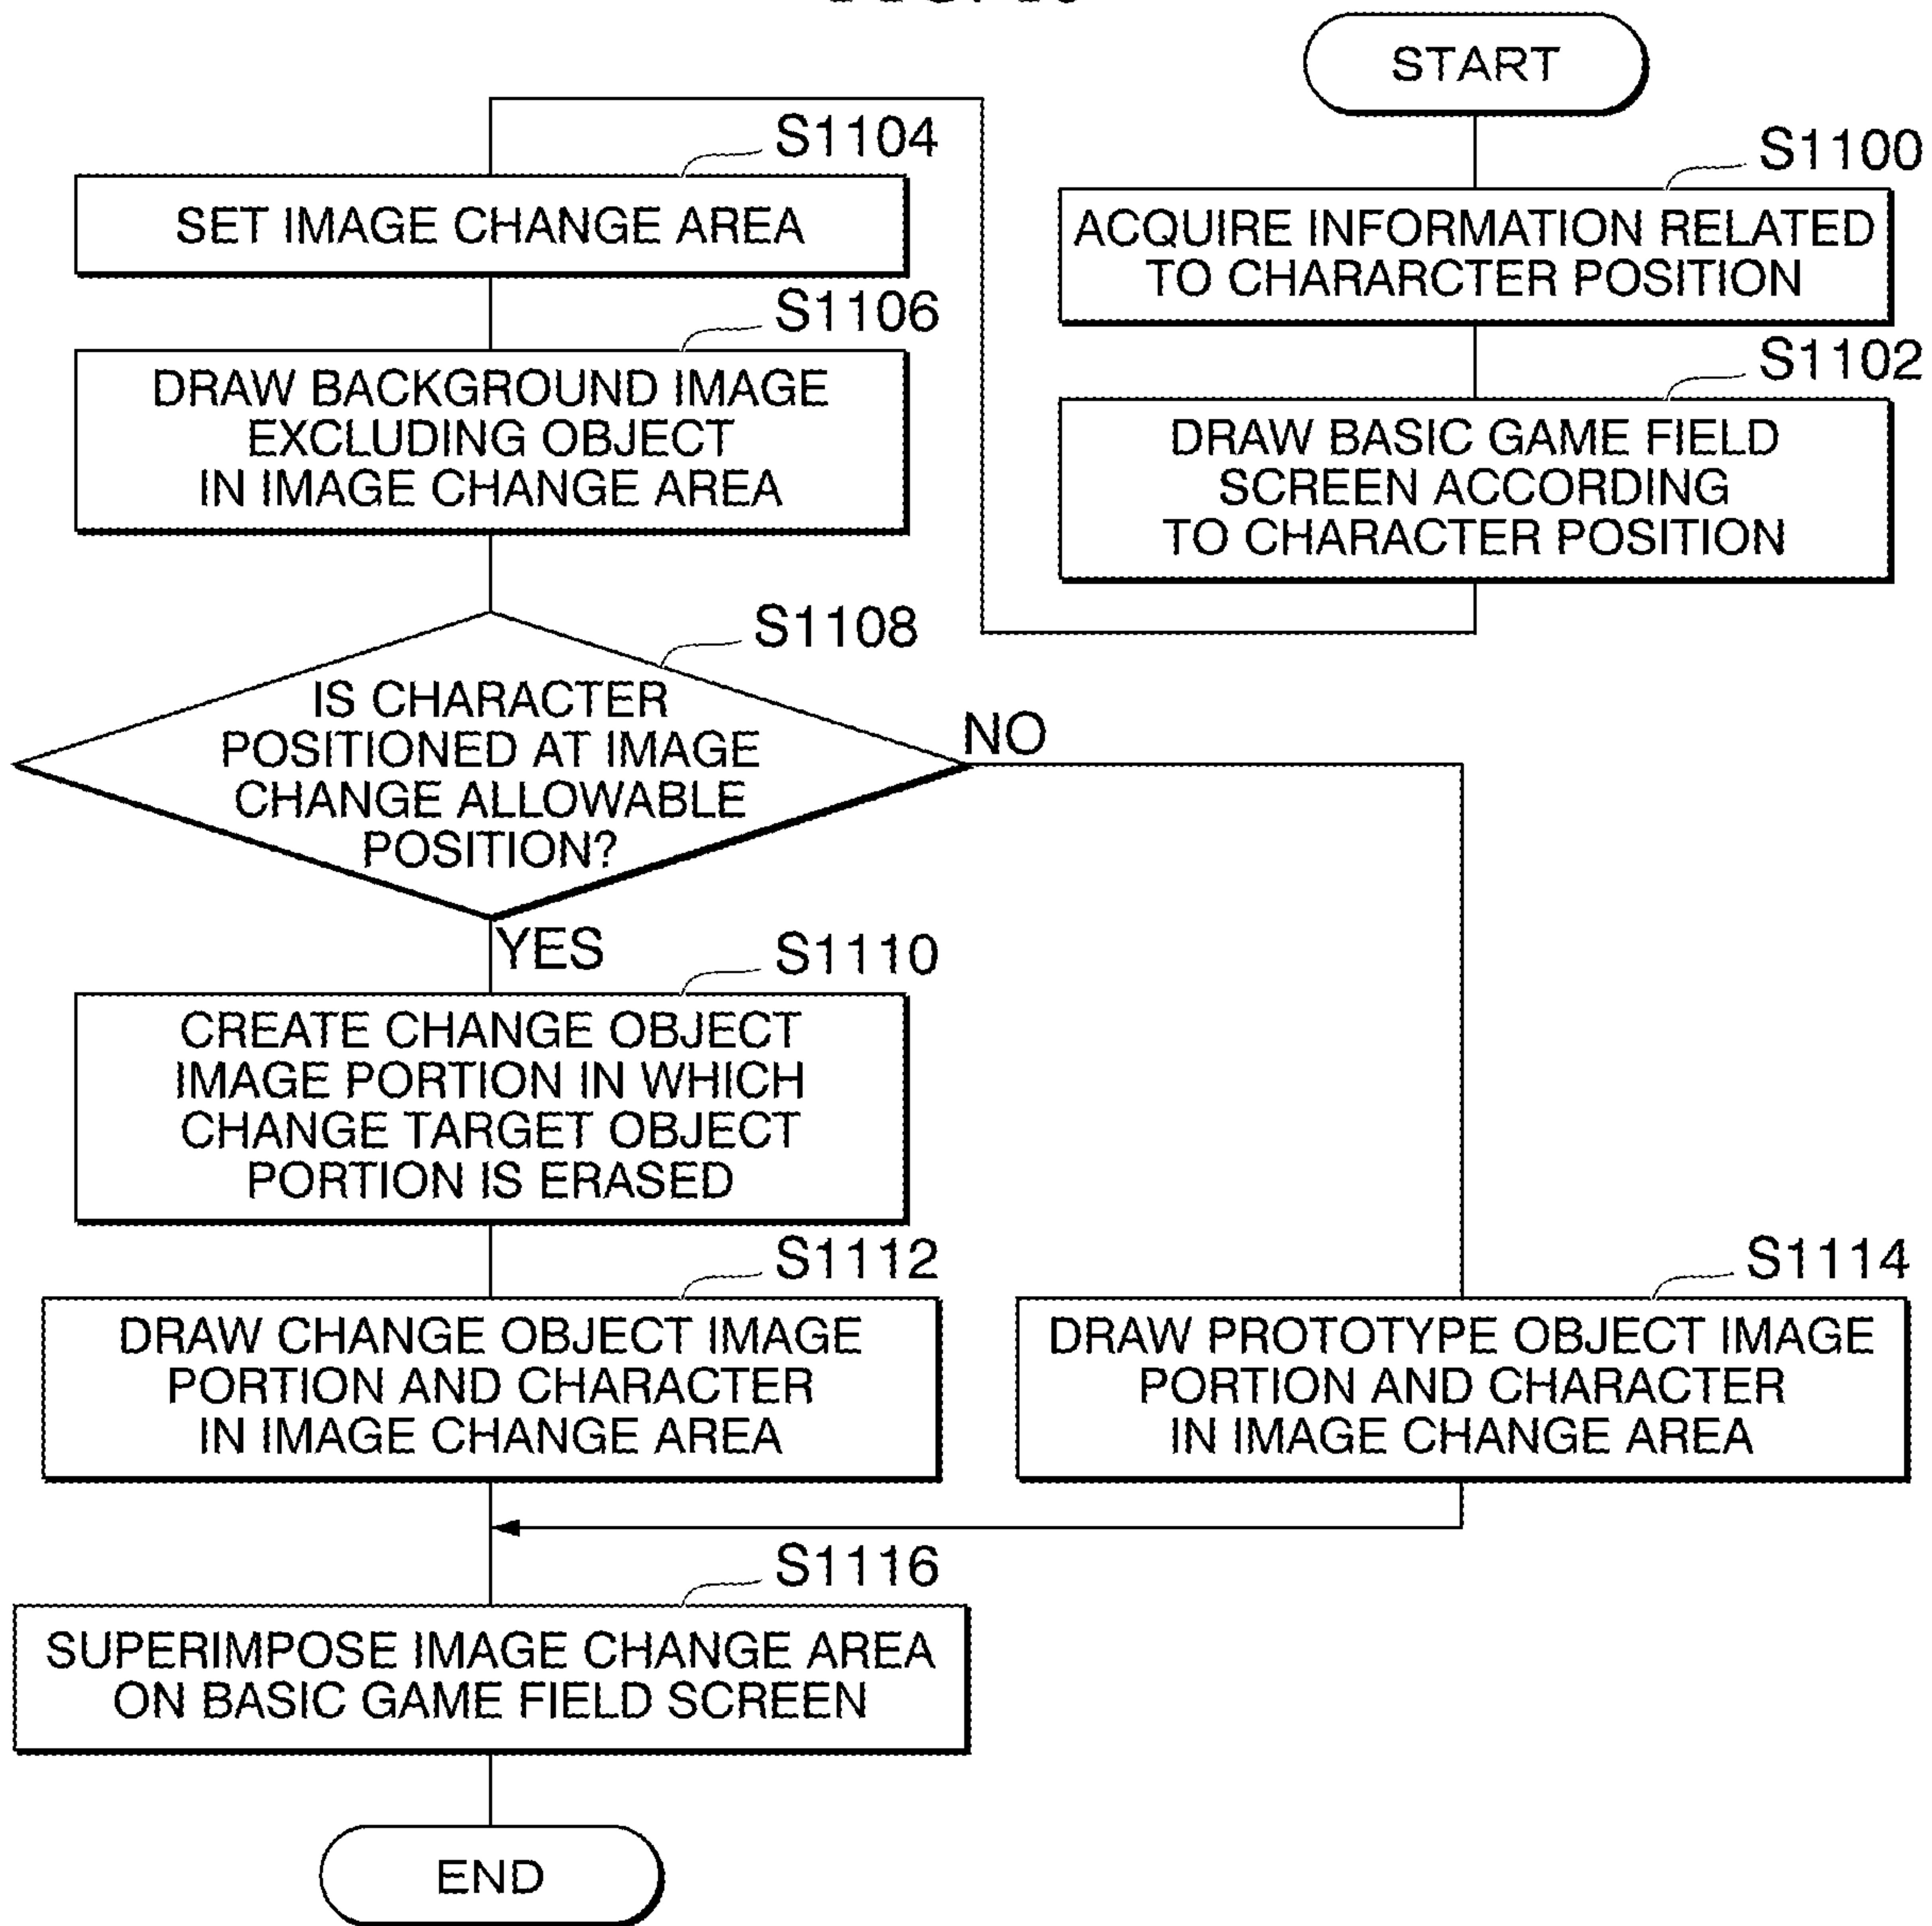 START
S1100
ACQUIRE INFORMATION RELATED
TO CHARARCTER POSITION
S1102
DRAW BASIC GAME FIELD
SCREEN ACCORDING
TO CHARACTER POSITION
S1104
SET IMAGE CHANGE AREA
S1106
DRAW BACKGROUND IMAGE
EXCLUDING OBJECT
IN IMAGE CHANGE AREA
S1108
IS CHARACTER
POSITIONED AT IMAGE
CHANGE ALLOWABLE
POSITION?
NO
YES
S1110
CREATE CHANGE OBJECT
IMAGE PORTION IN WHICH
CHANGE TARGET OBJECT
PORTION IS ERASED
S1112
DRAW CHANGE OBJECT IMAGE
PORTION AND CHARACTER
IN IMAGE CHANGE AREA
S1114
DRAW PROTOTYPE OBJECT IMAGE
PORTION AND CHARACTER
IN IMAGE CHANGE AREA
S1116
SUPERIMPOSE IMAGE CHANGE AREA
ON BASIC GAME FIELD SCREEN
END